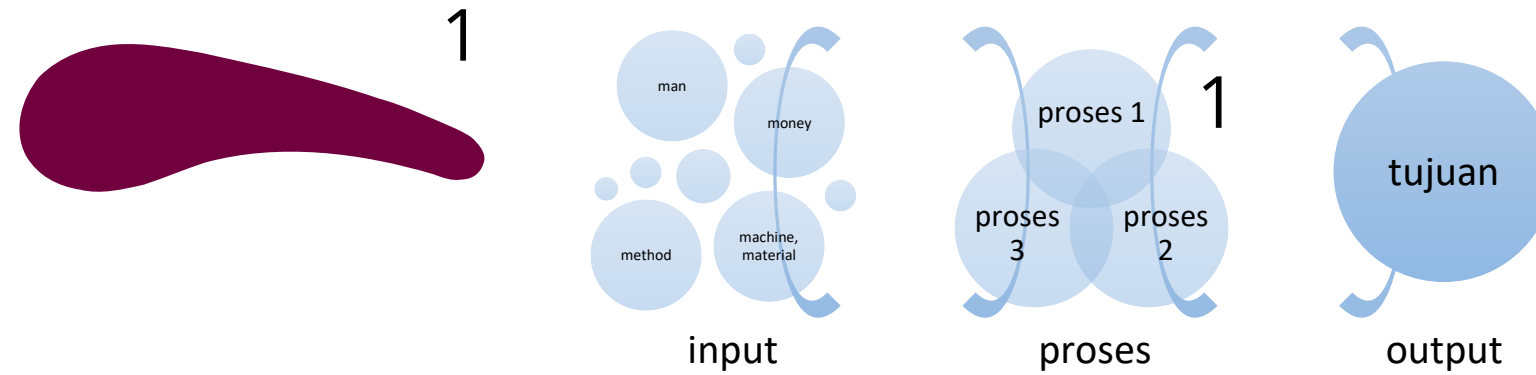 1
man
money
method
machine,
material
input
proses 1
1
proses
3
proses
2
proses
tujuan
output